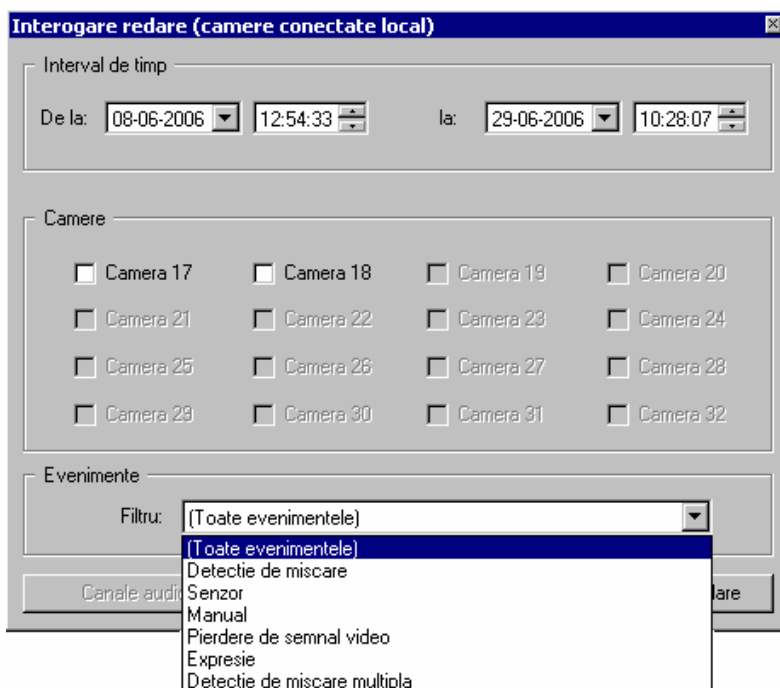 Interogare redare (camere conectate local)
Interval de timp
De la: 08-06-2006 12:54:33 la: 29-06-2006 10:28:07
Camere
Camera 17 Camera 18 Camera 19 Camera 20
Camera 21 Camera 22 Camera 23 Camera 24
Camera 25 Camera 26 Camera 27 Camera 28
Camera 29 Camera 30 Camera 31 Camera 32
Evenimente
Filtru: (Toate evenimentele)
(Toate evenimentele)
Detectie de miscare
Canale audio
Senzor
Manual
Pierdere de semnal video
Expresie
Detectie de miscare multipla